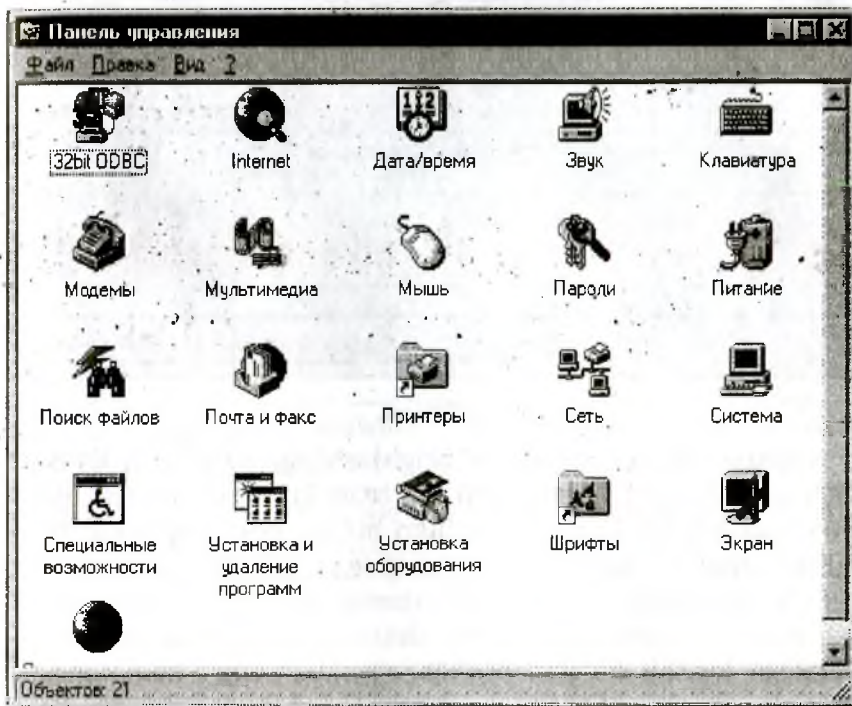 Панель управления
Файл Правка Вид ?
32bit ODBC
Internet
Дата/время
Звук
Клавиатура
Модемы
Мультимедиа
Мышь
Пароли
Питание
Поиск файлов
Почта и факс
Принтеры
Сеть
Система
Специальные
возможности
Установка и
удаление
программ
Установка
оборудования
Шрифты
Экран
Объектов: 21